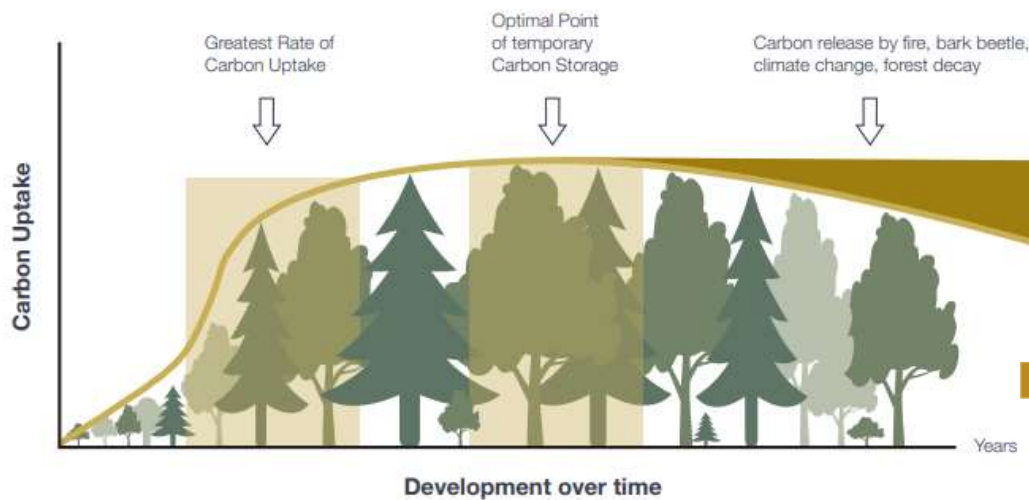 Greatest Rate of
Carbon Uptake
Optimal Point
of temporary
Carbon Storage
Carbon release by fire, bark beetle,
climate change, forest decay
Carbon Uptake
Years
Development over time